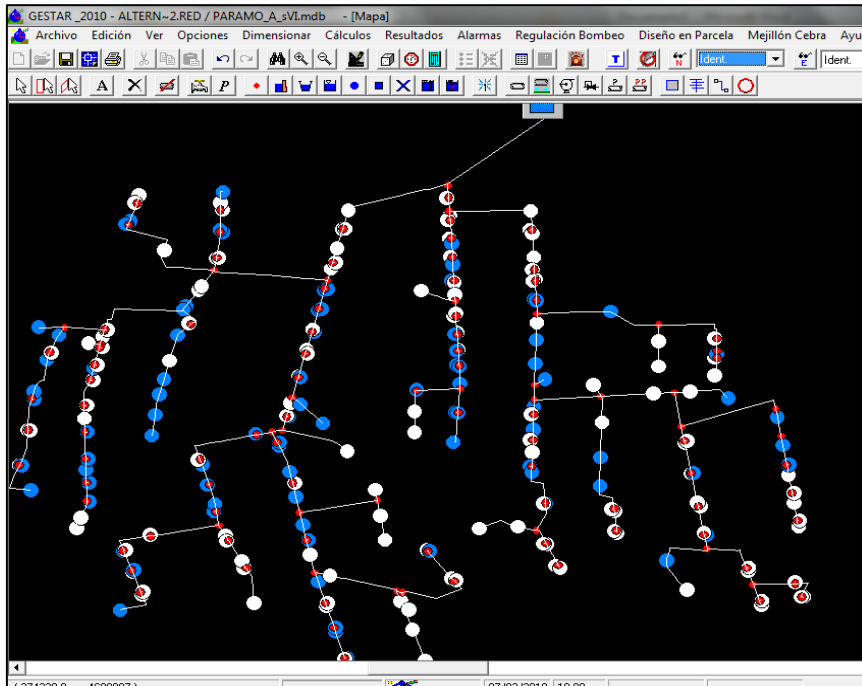 GESTAR _2010 - ALTERN~2.RED / PARAMO_A_sVI.mdb - [Mapa]
Archivo Edición Ver Opciones Dimensionar Cálculos Resultados Alarmas Regulación Bombeo Diseño en Parcela Mejillón Cebra Ayu
T N Ident. E Ident.
A P PP